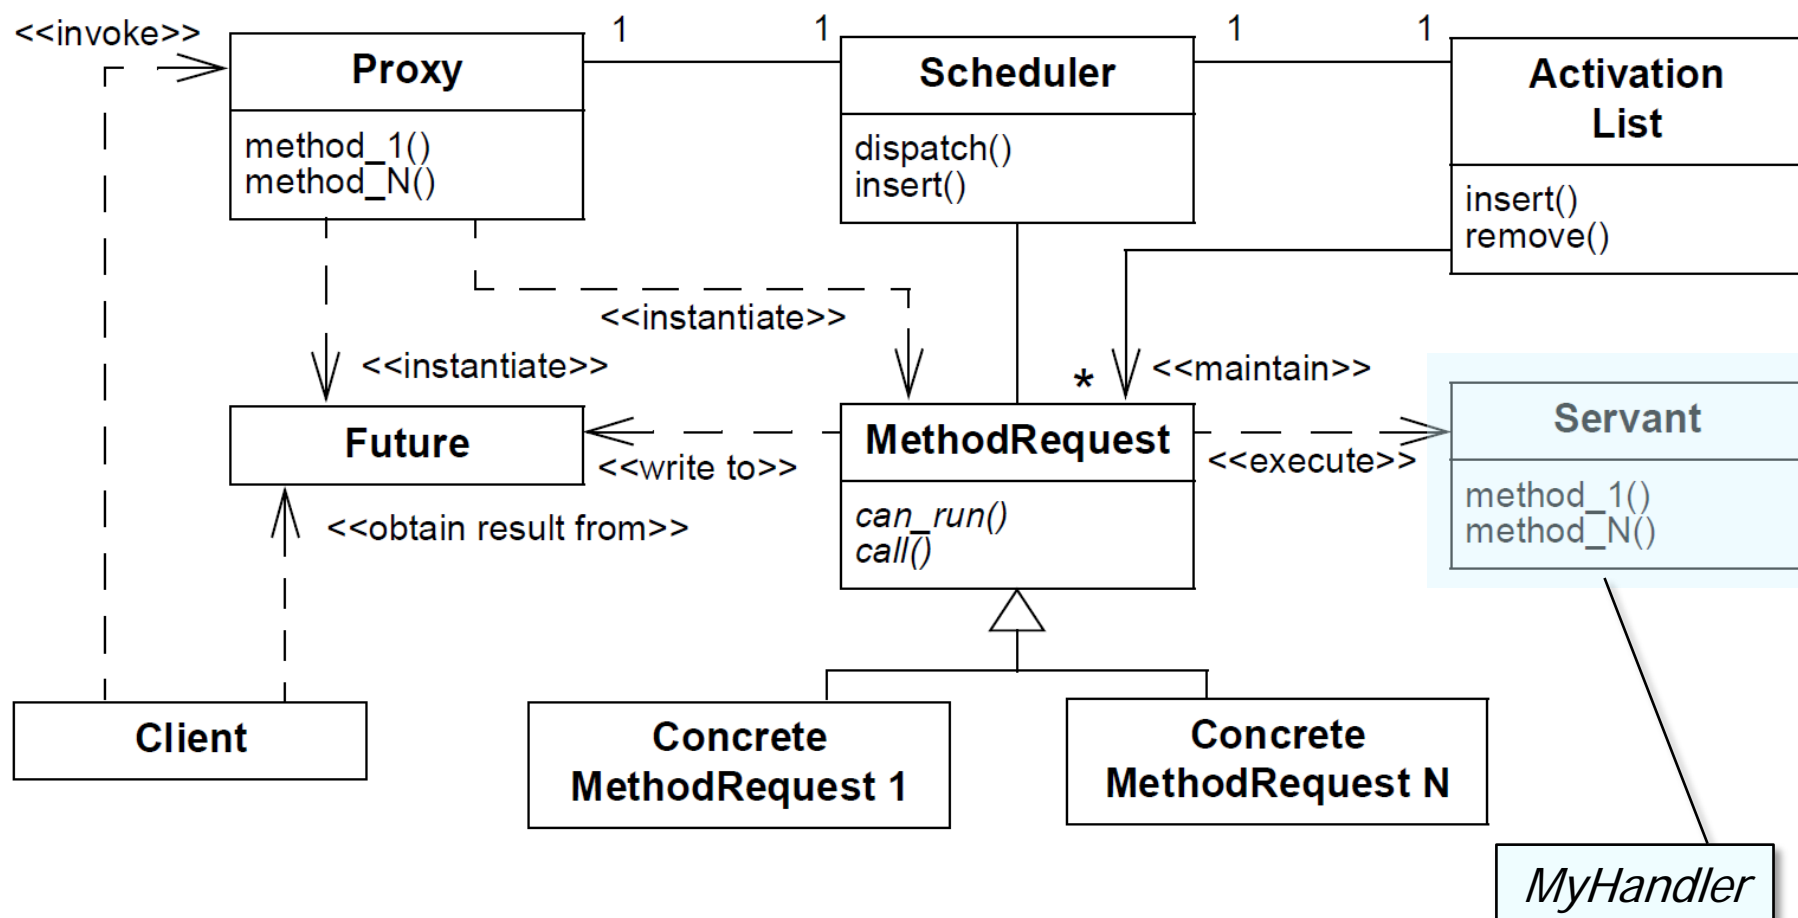 <<invoke>>
1
1
1
1
Proxy
method_1()
method_N()
Scheduler
dispatch()
insert()
Activation
List
insert()
remove()
<<instantiate>>
<<instantiate>>
*
<<maintain>>
Future
<<write to>>
<<obtain result from>>
MethodRequest
can_run()
call()
<<execute>>
Servant
method_1()
method_N()
Client
Concrete
MethodRequest 1
Concrete
MethodRequest N
MyHandler